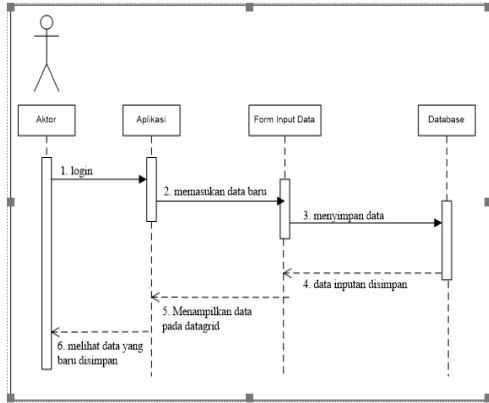 Aktor
Aplikasi
Form Input Data
Database
1. login
2. memasukan data baru
3. menyimpan data
4. data inputan disimpan
5. Menampilkan data
pada datagrid
6. melihat data yang
baru disimpan